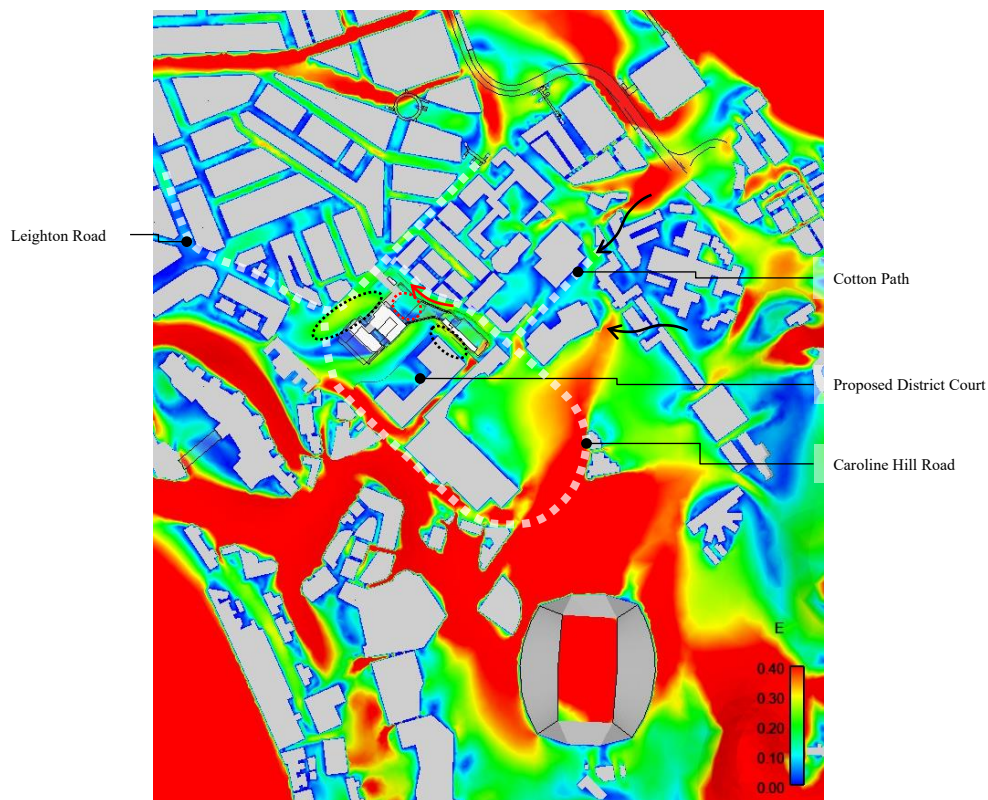 Leighton Road
Cotton Path
Proposed District Court
Caroline Hill Road
E
0.40
0.30
0.20
0.10
0.00